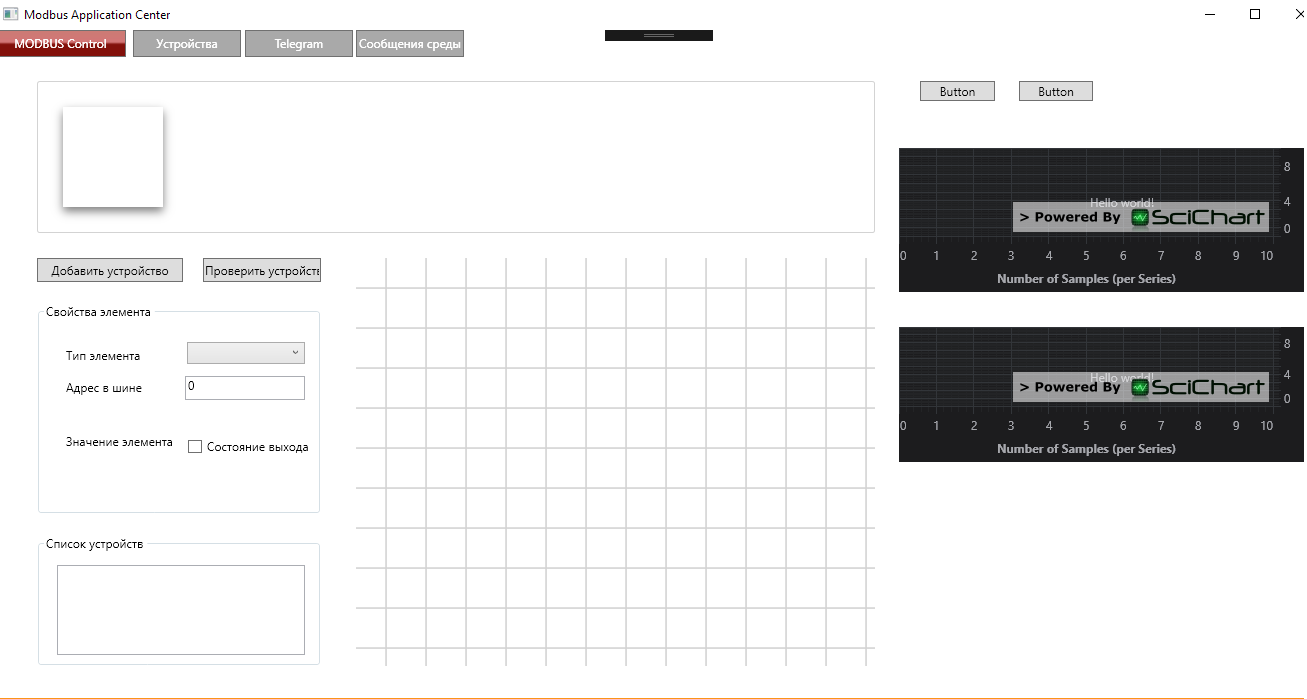 Modbus Application Center
MODBUS Control
Устройства
Telegram
Сообщения среды
Button
Button
8
Hello world!
4
> Powered By SciChart
0
0 1 2 3 4 5 6 7 8 9 10
Number of Samples (per Series)
Добавить устройство
Проверить устройств
Свойства элемента
Тип элемента
Адрес в шине
0
Значение элемента
Состояние выхода
8
Hello world!
4
> Powered By SciChart
0
0 1 2 3 4 5 6 7 8 9 10
Number of Samples (per Series)
Список устройств